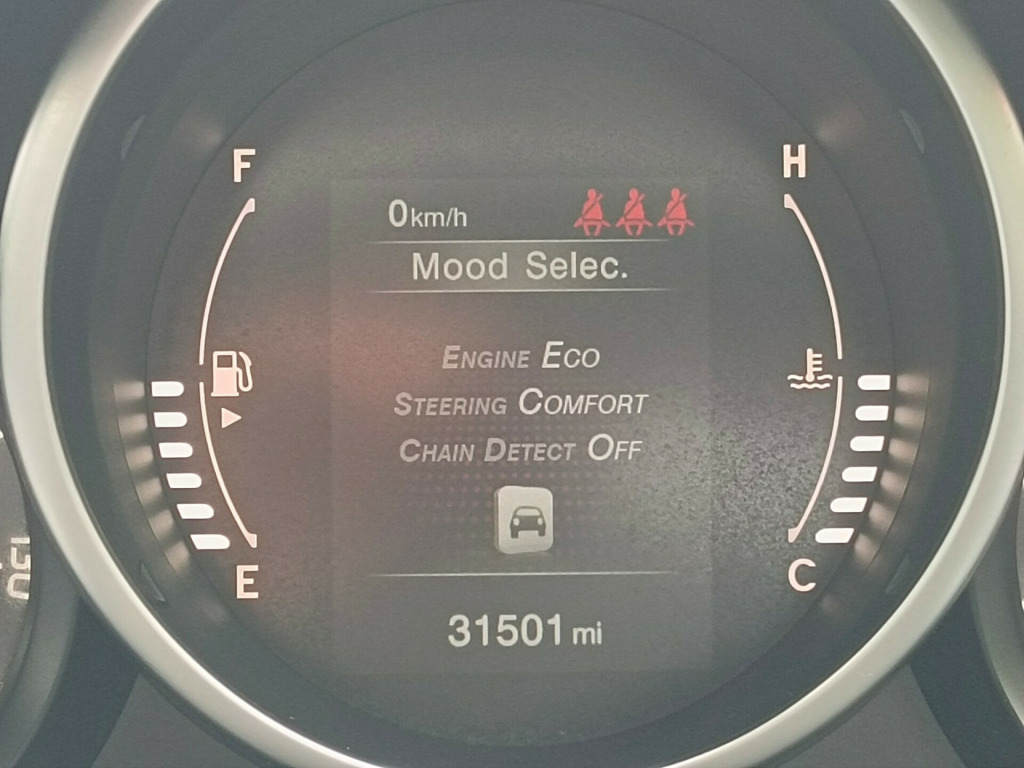 F
H
0km/h
Mood Selec.
ENGINE ECO
STEERING COMFORT
CHAIN DETECT OFF
E
C
31501 mi